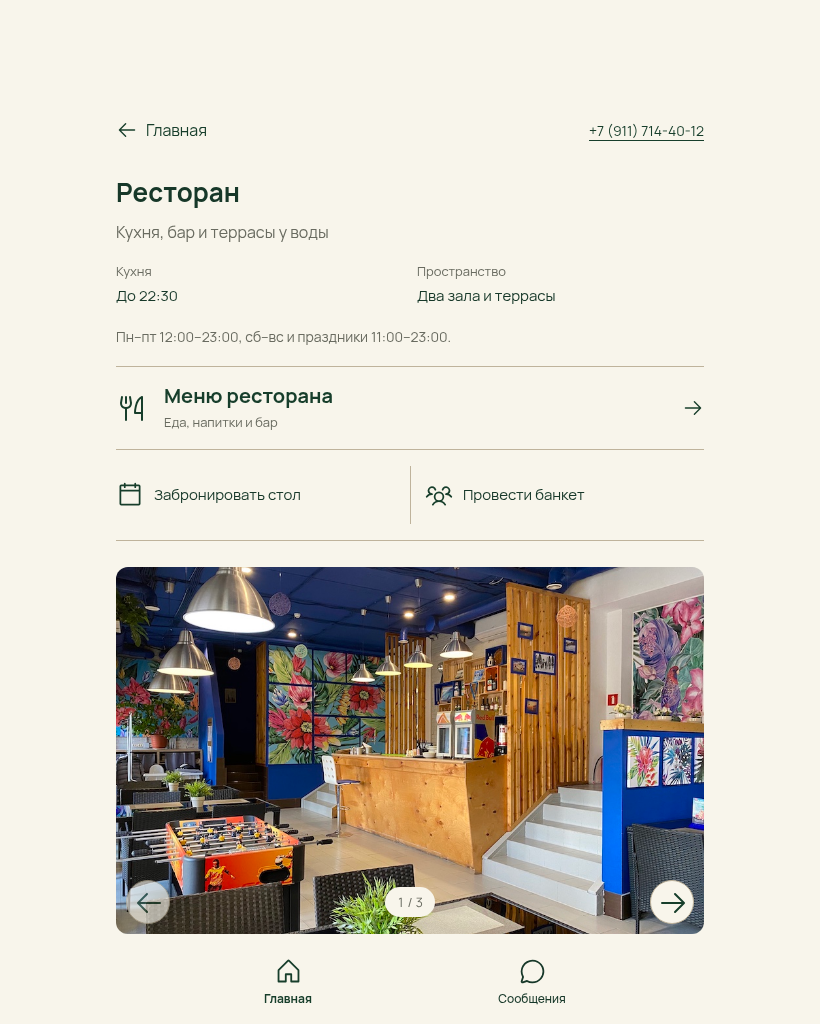 Главная
+7 (911) 714-40-12
Ресторан
Кухня, бар и террасы у воды
Кухня
Пространство
До 22:30
Два зала и террасы
Пн–пт 12:00–23:00, сб–вс и праздники 11:00–23:00.
Меню ресторана
Еда, напитки и бар
Забронировать стол
Провести банкет
Red Bull
1 / 3
Главная
Сообщения